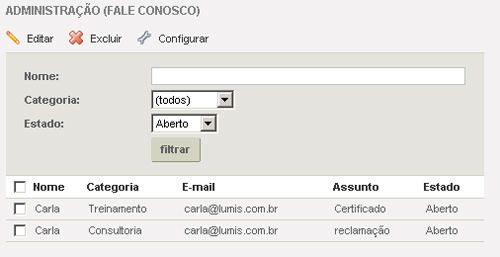 ADMINISTRAÇÃO (FALE CONOSCO)
Editar Excluir Configurar
Nome:
Categoria: (todos)
Estado: Aberto
filtrar
Nome Categoria E-mail Assunto Estado
Carla Treinamento carla@lumis.com.br Certificado Aberto
Carla Consultoria carla@lumis.com.br reclamação Aberto